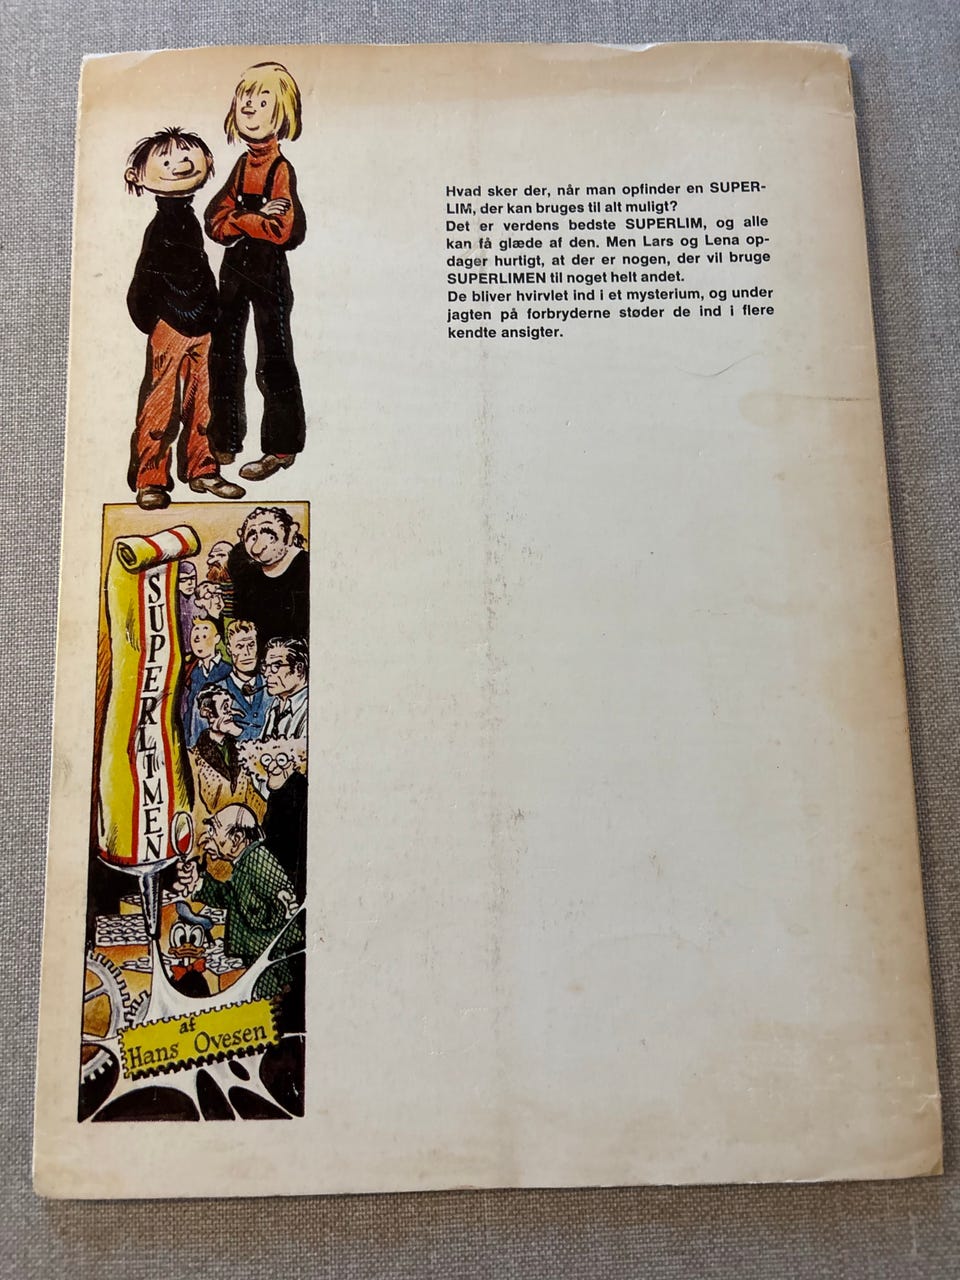 Hvad sker der, når man opfinder en SUPER-
LIM, der kan bruges til alt muligt?
Det er verdens bedste SUPERLIM, og alle
kan få glæde af den. Men Lars og Lena op-
dager hurtigt, at der er nogen, der vil bruge
SUPERLIMEN til noget helt andet.
De bliver hvirvlet ind i et mysterium, og under
jagten på forbryderne støder de ind i flere
kendte ansigter.
SUPERLIMEN
af
Hans Ovesen